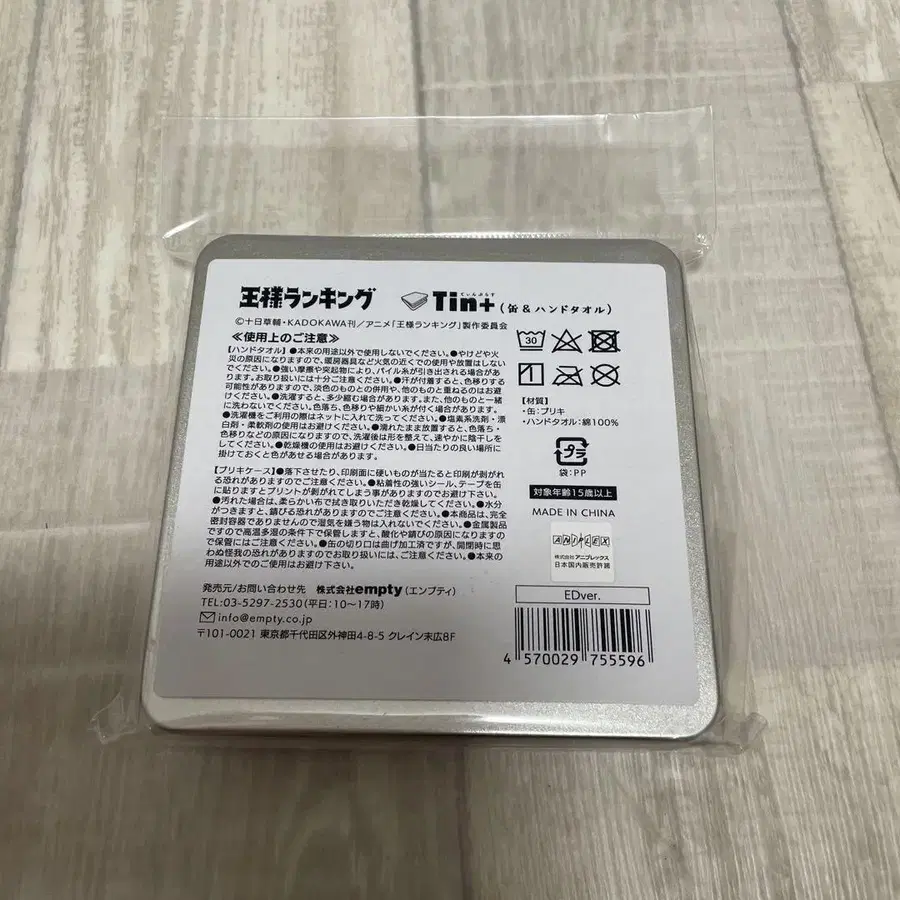 王様ランキング
てぃんぷらす
Tin+(缶&ハンドタオル)
©十日草輔・KADOKAWA刊/アニメ「王様ランキング」製作委員会
≪使用上のご注意≫
【ハンドタオル】●本来の用途以外で使用しないでください。●やけどや火
災の原因になりますので、暖房器具など火気の近くでの使用や放置はしない
でください。●強い摩擦や突起物により、パイル糸が引き出される場合があ
ります。お取り扱いには十分ご注意ください。●汗が付着すると、色移りする
可能性がありますので、淡色のものとの併用や、他のものと重ねるのはお避
けください。●洗濯すると、多少縮む場合があります。また、他のものと一緒
に洗わないでください。色落ち、色移りや細かい糸が付く場合があります。
●洗濯機をご利用の際はネットに入れて洗ってください。●塩素系洗剤・漂
白剤・柔軟剤の使用はお避けください。●濡れたまま放置すると、色落ち・
色移りなどの原因になりますので、洗濯後は形を整えて、速やかに陰干しを
してください。●乾燥機の使用はお避けください。●日当たりの良い場所に
掛けておくと色があせる場合がありますのでご注意ください。
【ブリキケース】●落下させたり、印刷面に硬いものが当たると印刷が剥がれ
る恐れがありますのでご注意ください。●粘着性の強いシール、テープを缶
に貼りますとプリントが剥がれてしまう事がありますのでお避けください。
●汚れた場合は、柔らかい布で拭き取りいただき乾燥してください。●水分
がつきますと、錆びる恐れがありますのでご注意ください。●本商品は、完全
密封容器でありませんので湿気を嫌う物は入れないでください。●金属製品
ですので高温多湿の条件下で保管しますと、酸化や錆びの原因になりますの
で保管にはご注意ください。●缶の切り口は曲げ加工済ですが、開閉時に思
わぬ怪我の恐れがありますのでお取り扱いには、ご注意ください。●本来の
用途以外での使用はお避け下さい。
発売元/お問い合わせ先 株式会社empty(エンプティ)
TEL:03-5297-2530(平日:10〜17時)
info@empty.co.jp
〒101-0021 東京都千代田区外神田4-8-5 クレイン末広8F
30
【材質】
・缶:ブリキ
・ハンドタオル:綿100%
プラ
袋:PP
対象年齢15歳以上
MADE IN CHINA
ANIPLEX
株式会社アニプレックス
日本国内販売許諾
EDver.
4 570029 755596